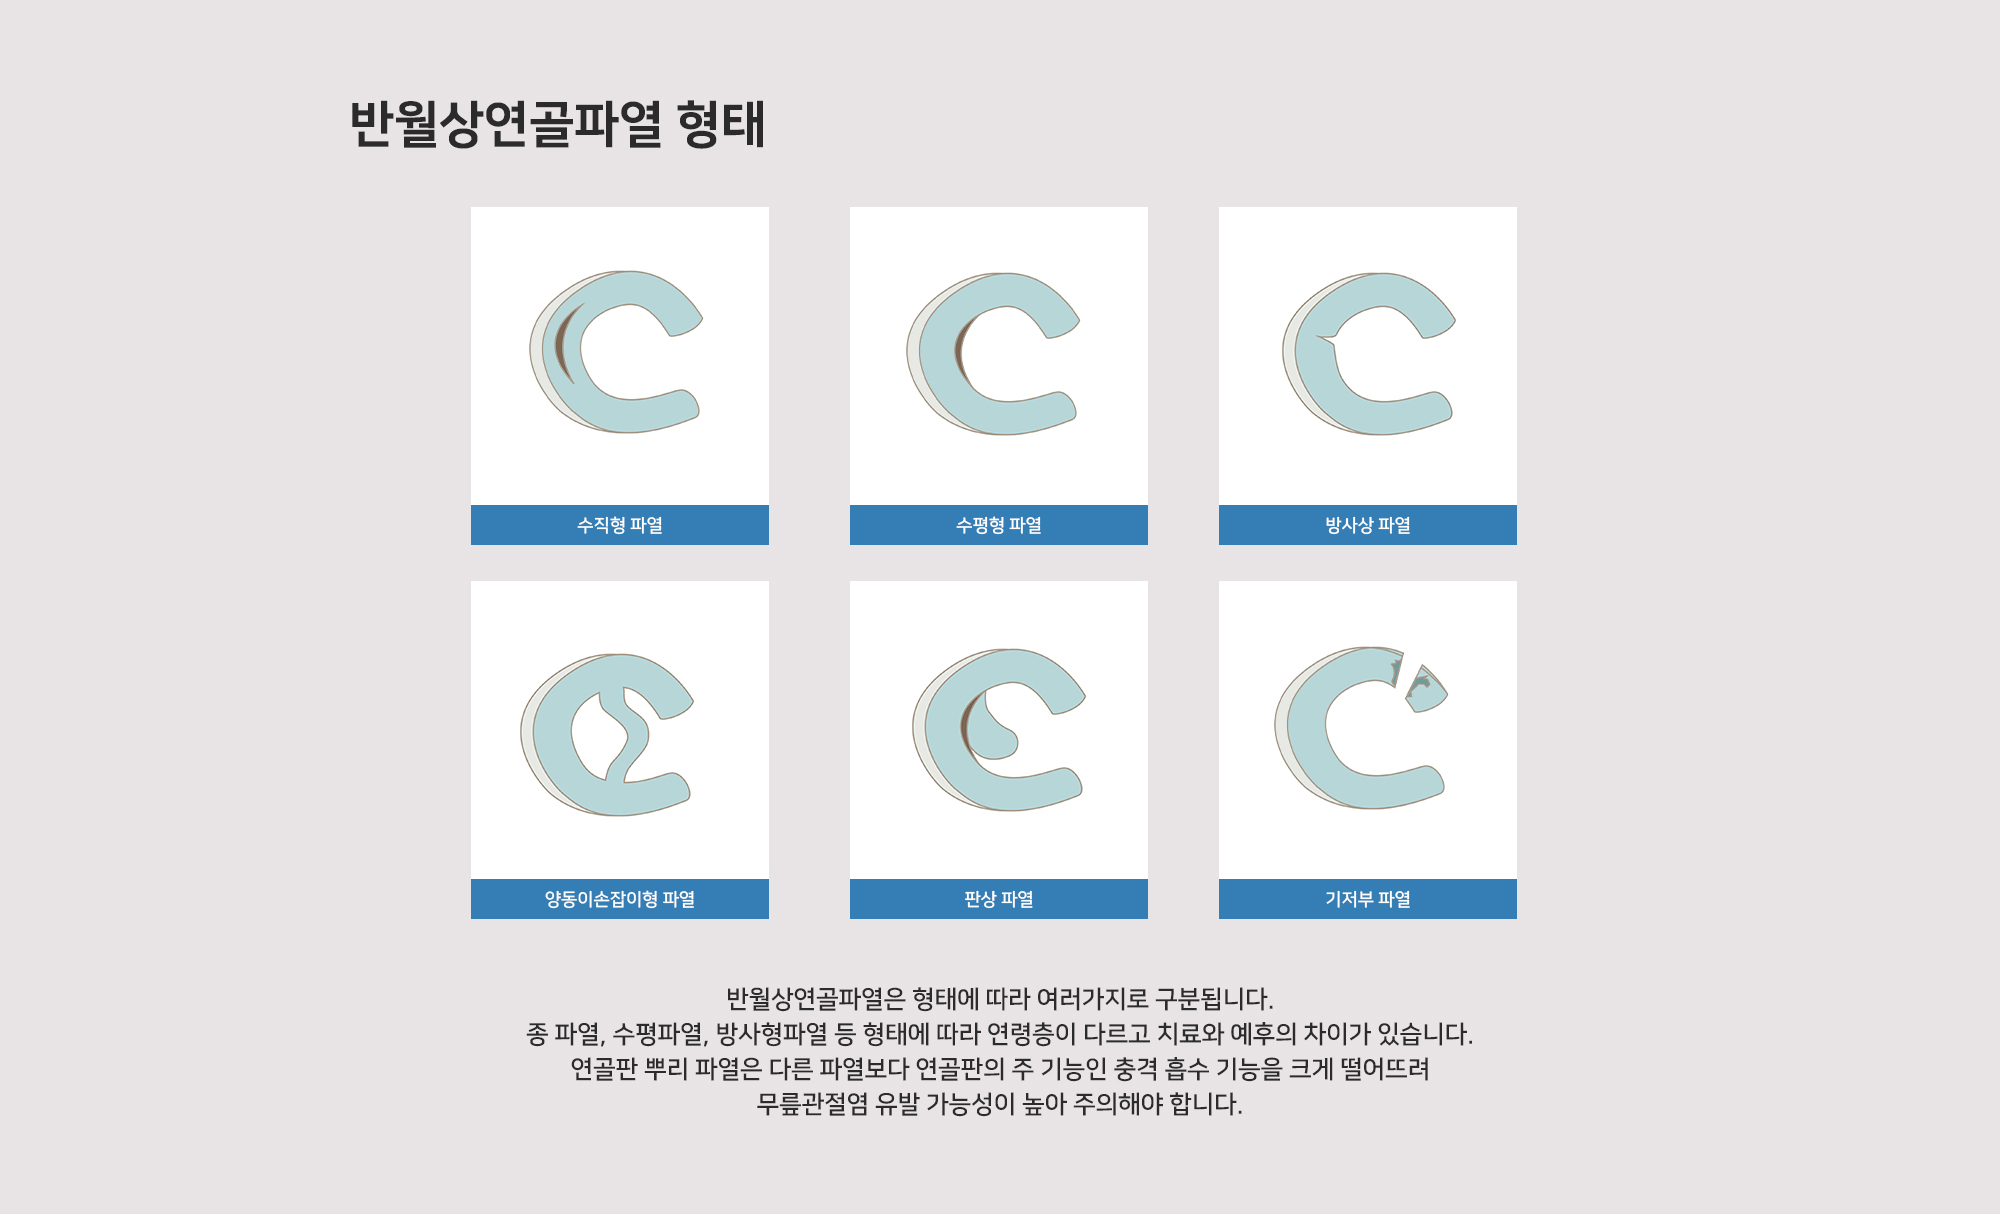 반월상연골파열 형태
수직형 파열
수평형 파열
방사상 파열
양동이손잡이형 파열
판상 파열
기저부 파열
반월상연골파열은 형태에 따라 여러가지로 구분됩니다.
종 파열, 수평파열, 방사형파열 등 형태에 따라 연령층이 다르고 치료와 예후의 차이가 있습니다.
연골판 뿌리 파열은 다른 파열보다 연골판의 주 기능인 충격 흡수 기능을 크게 떨어뜨려
무릎관절염 유발 가능성이 높아 주의해야 합니다.